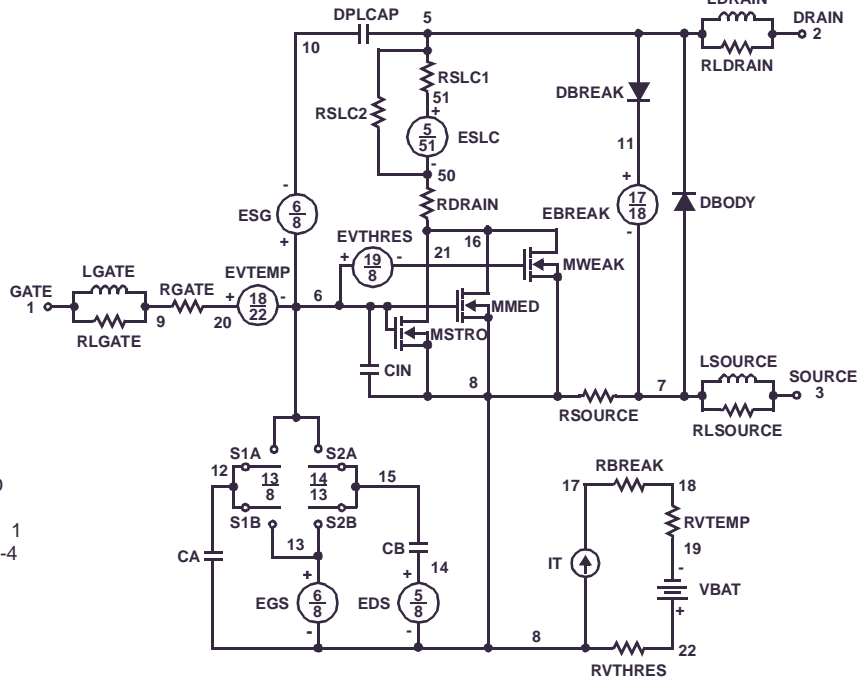 LDRAIN
DPLCAP
5
DRAIN
2
10
RLDRAIN
RSLC1
51
+
RSLC2
5
51
ESLC
-
50
DBREAK
11
+
17
18
EBREAK
-
DBODY
-
ESG
6
8
+
RDRAIN
EVTHRES
+
19
8
-
21
16
MWEAK
LGATE
GATE
1
RLGATE
9
RGATE
20
EVTEMP
+
18
22
-
6
MMED
MSTRO
CIN
8
RSOURCE
7
LSOURCE
SOURCE
3
RLSOURCE
S1A
S2A
12
13
8
14
13
15
S1B
S2B
13
CA
CB
14
+
EGS
6
8
-
+
EDS
5
8
-
8
RBREAK
17
18
RVTEMP
19
IT
-
VBAT
+
22
RVTHRES
1
-4